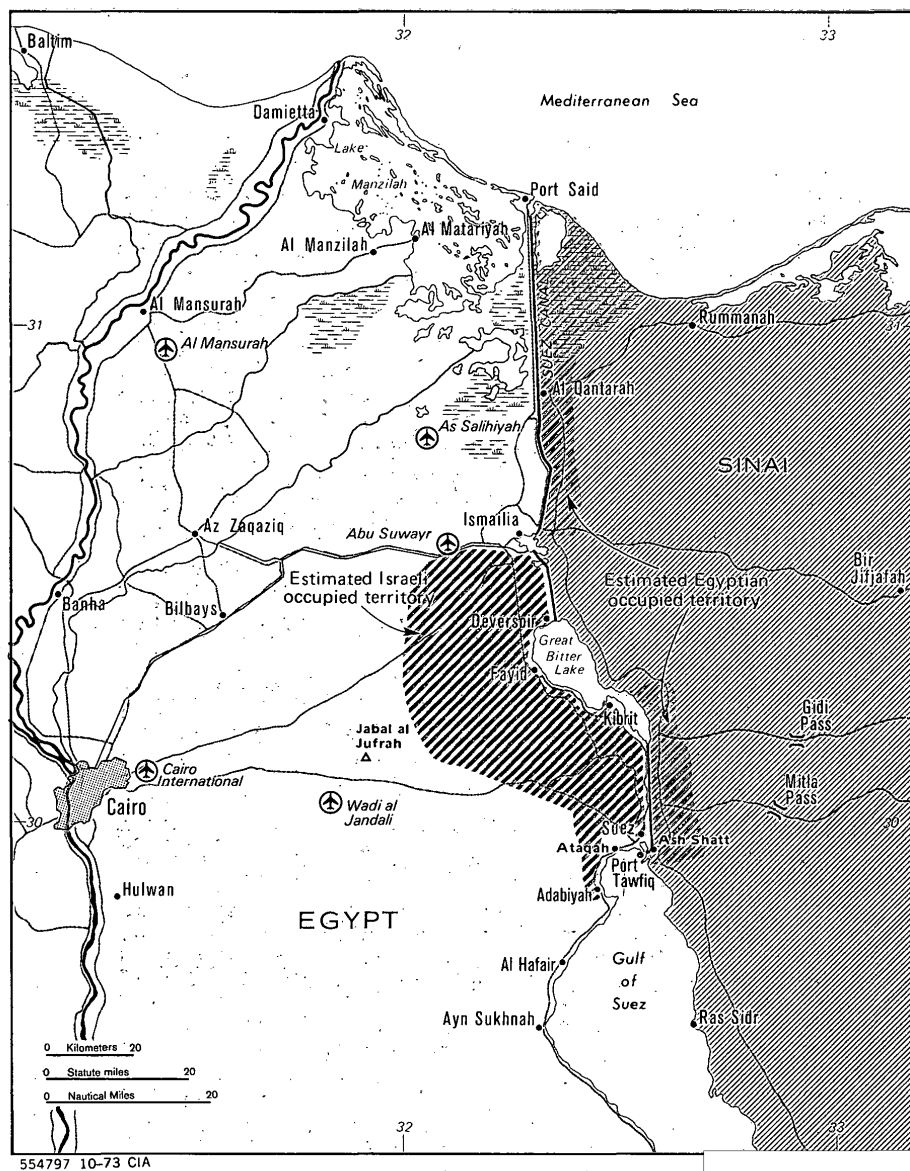 32
33
Baltim
Mediterranean Sea
Damietta
Lake
Manzilah
Port Said
Al Matariyah
Al Manzilah
Al Mansurah
31
Rummanah
31
Al Mansurah
SUEZ CANAL
Al Qantarah
As Salihiyah
SINAI
Ismailia
Az Zaqaziq
Abu Suwayr
Bir
Jifjafah
Estimated Israeli
occupied territory
Estimated Egyptian
occupied territory
Banha
Bilbays
Deversoir
Great
Bitter
Lake
Fayid
Kibrit
Gidi
Pass
Jabal al
Jufrah
Cairo
International
Mitla
Pass
Cairo
Wadi al
Jandali
30
30
Suez
Ash Shatt
Ataqah
Port
Tawfiq
Hulwan
Adabiyah
EGYPT
Al Hafair
Gulf
of
Suez
Ayn Sukhnah
Ras Sidr
0 Kilometers 20
0 Statute miles 20
0 Nautical Miles 20
32
33
554797 10-73 CIA